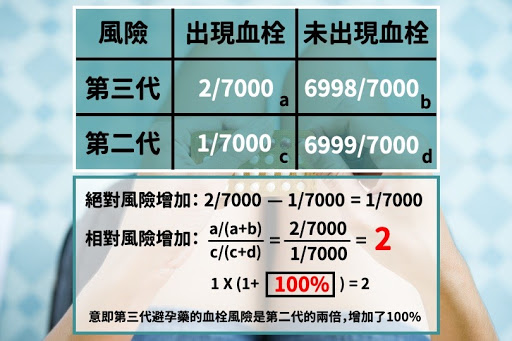 風險 出現血栓 未出現血栓
第三代 2/7000 a 6998/7000 b
第二代 1/7000 c 6999/7000 d
絕對風險增加: 2/7000 — 1/7000 = 1/7000
相對風險增加: a/(a+b) / c/(c+d) = 2/7000 / 1/7000 = 2
1 X (1+ 100% ) = 2
意即第三代避孕藥的血栓風險是第二代的兩倍,增加了100%